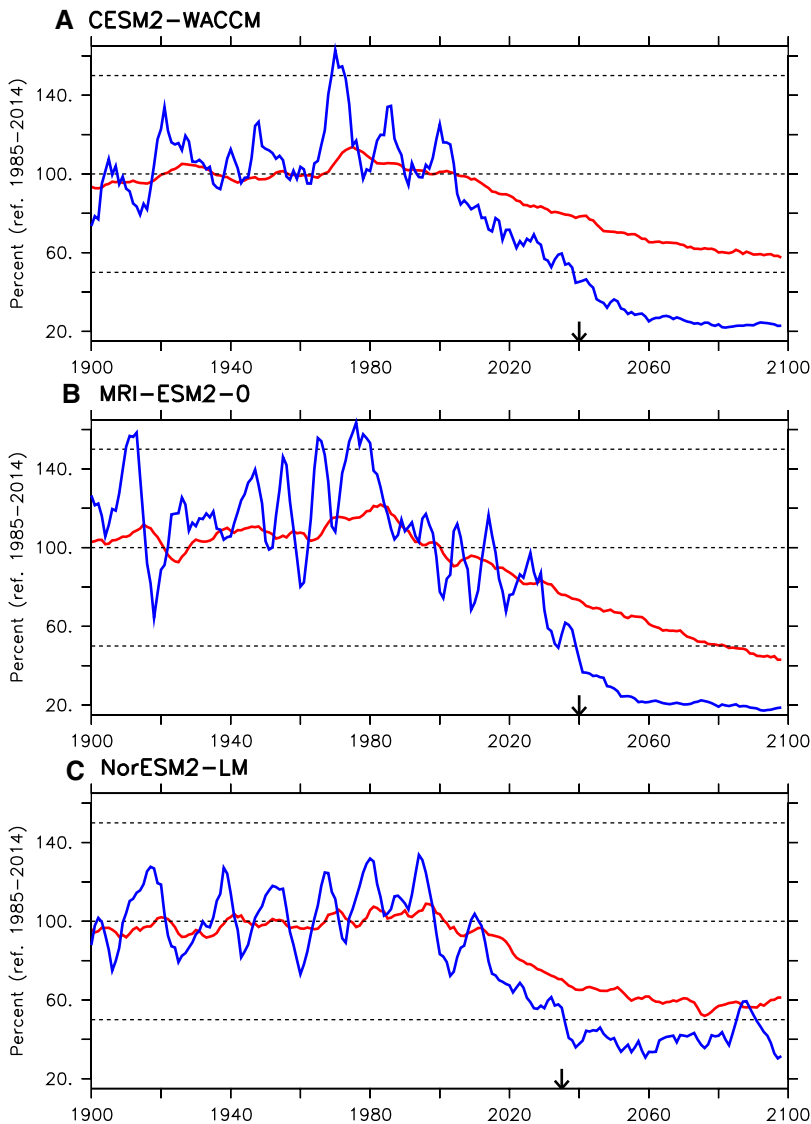 A CESM2-WACCM
Percent (ref. 1985-2014)
140.
100.
60.
20.
1900 1940 1980 2020 2060 2100
B MRI-ESM2-0
Percent (ref. 1985-2014)
140.
100.
60.
20.
1900 1940 1980 2020 2060 2100
C NorESM2-LM
Percent (ref. 1985-2014)
140.
100.
60.
20.
1900 1940 1980 2020 2060 2100